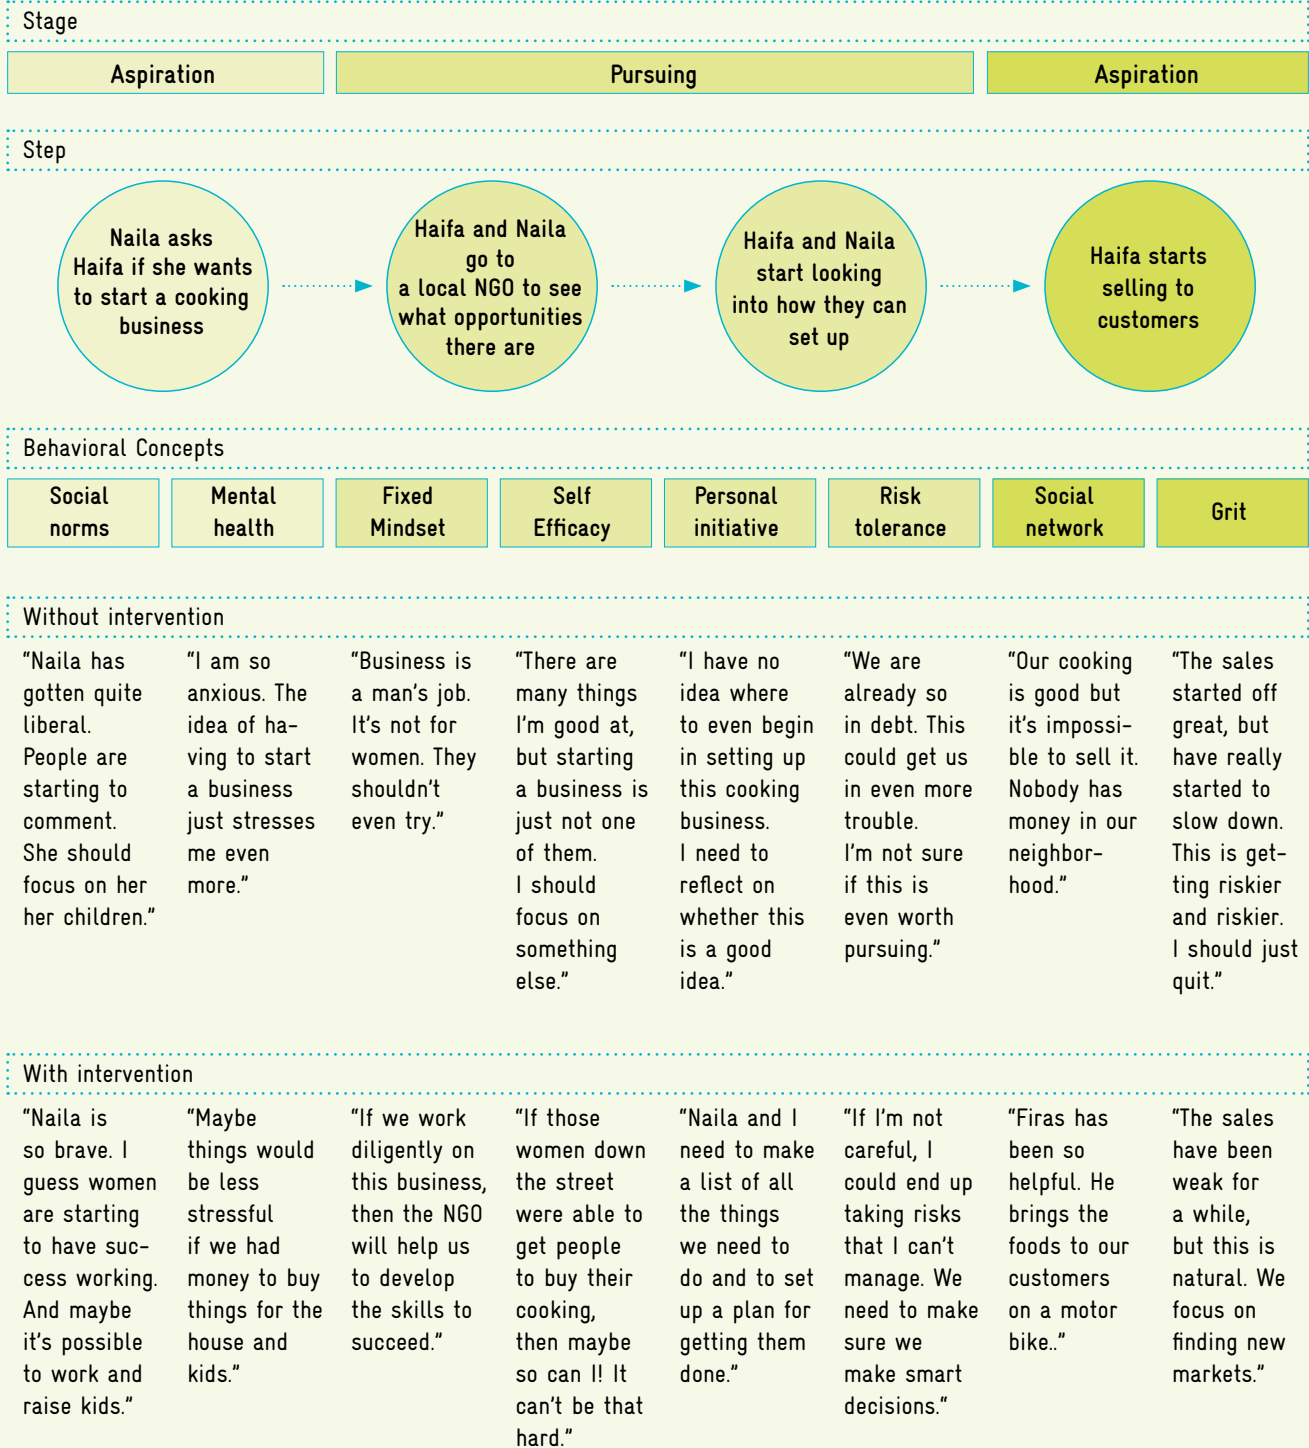 Stage
Aspiration
Pursuing
Aspiration
Step
Naila asks
Haifa if she wants
to start a cooking
business
Haifa and Naila
go to
a local NGO to see
what opportunities
there are
Haifa and Naila
start looking
into how they can
set up
Haifa starts
selling to
customers
Behavioral Concepts
Social
norms
Mental
health
Fixed
Mindset
Self
Efficacy
Personal
initiative
Risk
tolerance
Social
network
Grit
Without intervention
"Naila has
gotten quite
liberal.
People are
starting to
comment.
She should
focus on her
her children."
"I am so
anxious. The
idea of ha-
ving to start
a business
just stresses
me even
more."
"Business is
a man's job.
It's not for
women. They
shouldn't
even try."
"There are
many things
I'm good at,
but starting
a business is
just not one
of them.
I should
focus on
something
else."
"I have no
idea where
to even begin
in setting up
this cooking
business.
I need to
reflect on
whether this
is a good
idea."
"We are
already so
in debt. This
could get us
in even more
trouble.
I'm not sure
if this is
even worth
pursuing."
"Our cooking
is good but
it's impossi-
ble to sell it.
Nobody has
money in our
neighbor-
hood."
"The sales
started off
great, but
have really
started to
slow down.
This is get-
ting riskier
and riskier.
I should just
quit."
With intervention
"Naila is
so brave. I
guess women
are starting
to have suc-
cess working.
And maybe
it's possible
to work and
raise kids."
"Maybe
things would
be less
stressful
if we had
money to buy
things for the
house and
kids."
"If we work
diligently on
this business,
then the NGO
will help us
to develop
the skills to
succeed."
"If those
women down
the street
were able to
get people
to buy their
cooking,
then maybe
so can I! It
can't be that
hard."
"Naila and I
need to make
a list of all
the things
we need to
do and to set
up a plan for
getting them
done."
"If I'm not
careful, I
could end up
taking risks
that I can't
manage. We
need to make
sure we
make smart
decisions."
"Firas has
been so
helpful. He
brings the
foods to our
customers
on a motor
bike.."
"The sales
have been
weak for
a while,
but this is
natural. We
focus on
finding new
markets."